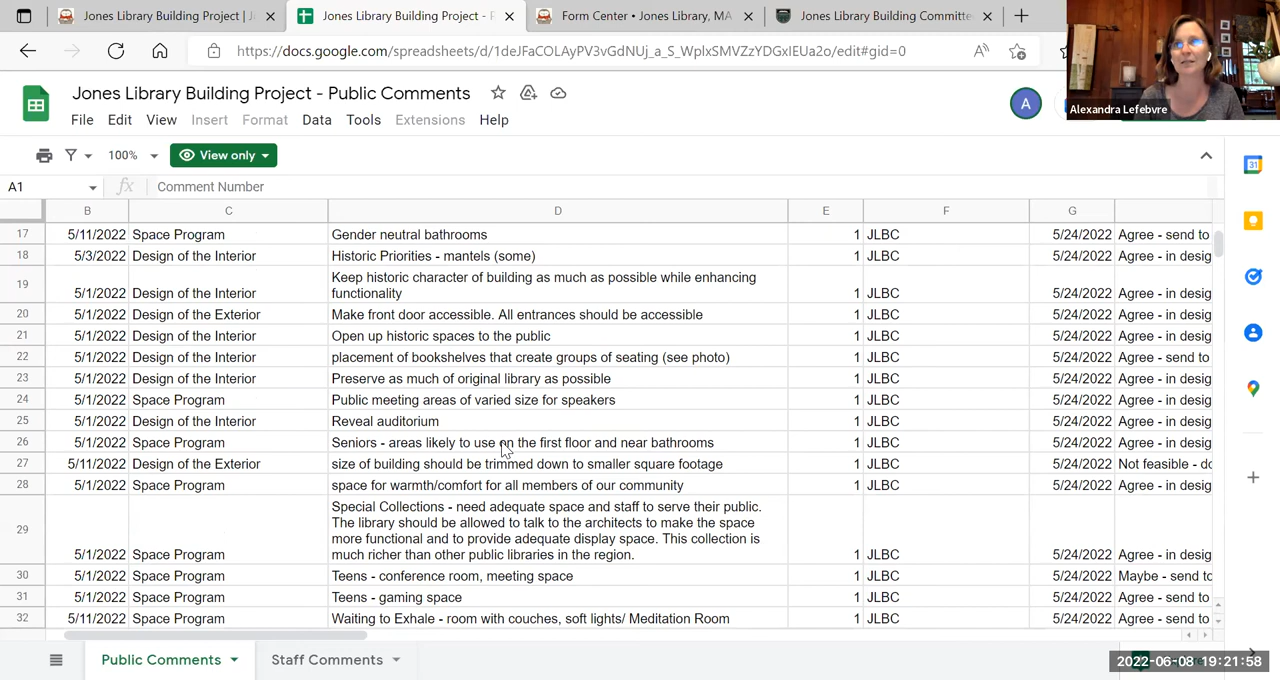 Jones Library Building Project |
Jones Library Building Project - P
Form Center • Jones Library, MA
Jones Library Building Committe
https://docs.google.com/spreadsheets/d/1deJFaCOLAyPV3vGdNUj_a_S_WplxSMVZzYDGxIEUa2o/edit#gid=0
Alexandra Lefebvre
Jones Library Building Project - Public Comments
A
File Edit View Insert Format Data Tools Extensions Help
100% View only
31
A1 fx Comment Number
B C D E F G
17 5/11/2022 Space Program Gender neutral bathrooms 1 JLBC 5/24/2022 Agree - send to
18 5/3/2022 Design of the Interior Historic Priorities - mantels (some) 1 JLBC 5/24/2022 Agree - in desig
Keep historic character of building as much as possible while enhancing
19 5/1/2022 Design of the Interior functionality 1 JLBC 5/24/2022 Agree - in desig
20 5/1/2022 Design of the Exterior Make front door accessible. All entrances should be accessible 1 JLBC 5/24/2022 Agree - in desig
21 5/1/2022 Design of the Interior Open up historic spaces to the public 1 JLBC 5/24/2022 Agree - in desig
22 5/1/2022 Design of the Interior placement of bookshelves that create groups of seating (see photo) 1 JLBC 5/24/2022 Agree - send to
23 5/1/2022 Design of the Interior Preserve as much of original library as possible 1 JLBC 5/24/2022 Agree - in desig
24 5/1/2022 Space Program Public meeting areas of varied size for speakers 1 JLBC 5/24/2022 Agree - in desig
25 5/1/2022 Design of the Interior Reveal auditorium 1 JLBC 5/24/2022 Agree - in desig
26 5/1/2022 Space Program Seniors - areas likely to use on the first floor and near bathrooms 1 JLBC 5/24/2022 Agree - in desig
27 5/11/2022 Design of the Exterior size of building should be trimmed down to smaller square footage 1 JLBC 5/24/2022 Not feasible - do
28 5/1/2022 Space Program space for warmth/comfort for all members of our community 1 JLBC 5/24/2022 Agree - in desig
Special Collections - need adequate space and staff to serve their public.
The library should be allowed to talk to the architects to make the space
more functional and to provide adequate display space. This collection is
29 5/1/2022 Space Program much richer than other public libraries in the region. 1 JLBC 5/24/2022 Agree - in desig
30 5/1/2022 Space Program Teens - conference room, meeting space 1 JLBC 5/24/2022 Maybe - send to
31 5/1/2022 Space Program Teens - gaming space 1 JLBC 5/24/2022 Agree - send to
32 5/11/2022 Space Program Waiting to Exhale - room with couches, soft lights/ Meditation Room 1 JLBC 5/24/2022 Agree - send to
Public Comments Staff Comments
2022-06-08 19:21:58